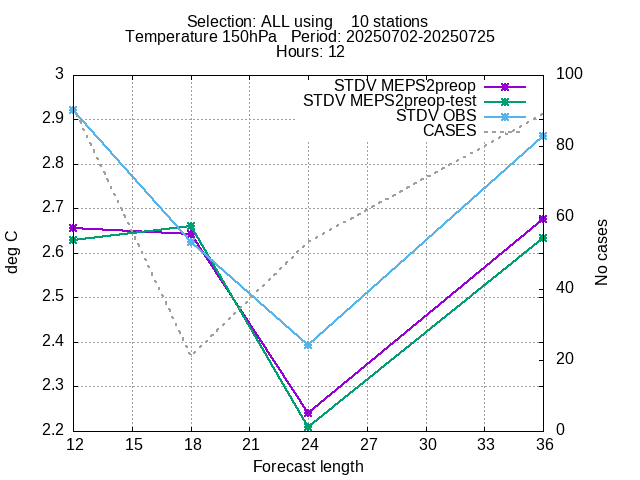 Selection: ALL using    10 stations
Temperature 150hPa   Period: 20250702-20250725
Hours: 12
3
2.9
2.8
2.7
2.6
2.5
2.4
2.3
2.2
deg C
100
80
60
40
20
0
No cases
STDV MEPS2preop
STDV MEPS2preop-test
STDV OBS
CASES
12 15 18 21 24 27 30 33 36
Forecast length